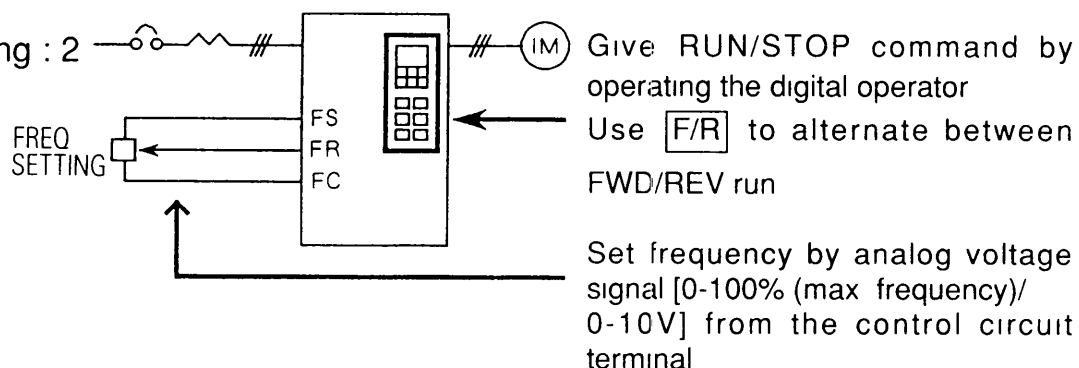 ng : 2
IM
Give RUN/STOP command by
operating the digital operator
Use F/R to alternate between
FWD/REV run
FREQ
SETTING
FS
FR
FC
Set frequency by analog voltage
signal [0-100% (max frequency)/
0-10V] from the control circuit
terminal